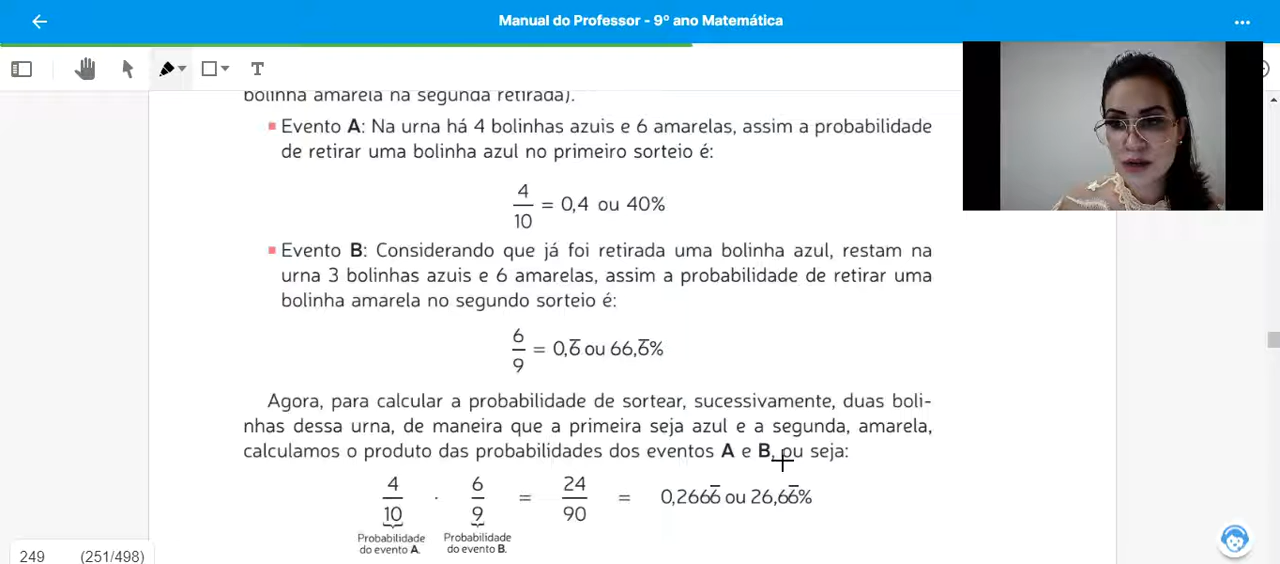 Manual do Professor - 9º ano Matemática
T
bolinha amarela na segunda retirada).
Evento A: Na urna há 4 bolinhas azuis e 6 amarelas, assim a probabilidade
de retirar uma bolinha azul no primeiro sorteio é:
4/10 = 0,4 ou 40%
Evento B: Considerando que já foi retirada uma bolinha azul, restam na
urna 3 bolinhas azuis e 6 amarelas, assim a probabilidade de retirar uma
bolinha amarela no segundo sorteio é:
6/9 = 0,6̅ ou 66,6̅%
Agora, para calcular a probabilidade de sortear, sucessivamente, duas boli-
nhas dessa urna, de maneira que a primeira seja azul e a segunda, amarela,
calculamos o produto das probabilidades dos eventos A e B, ou seja:
4/10 · 6/9 = 24/90 = 0,2666̅ ou 26,66̅%
Probabilidade do evento A. Probabilidade do evento B.
249 (251/498)